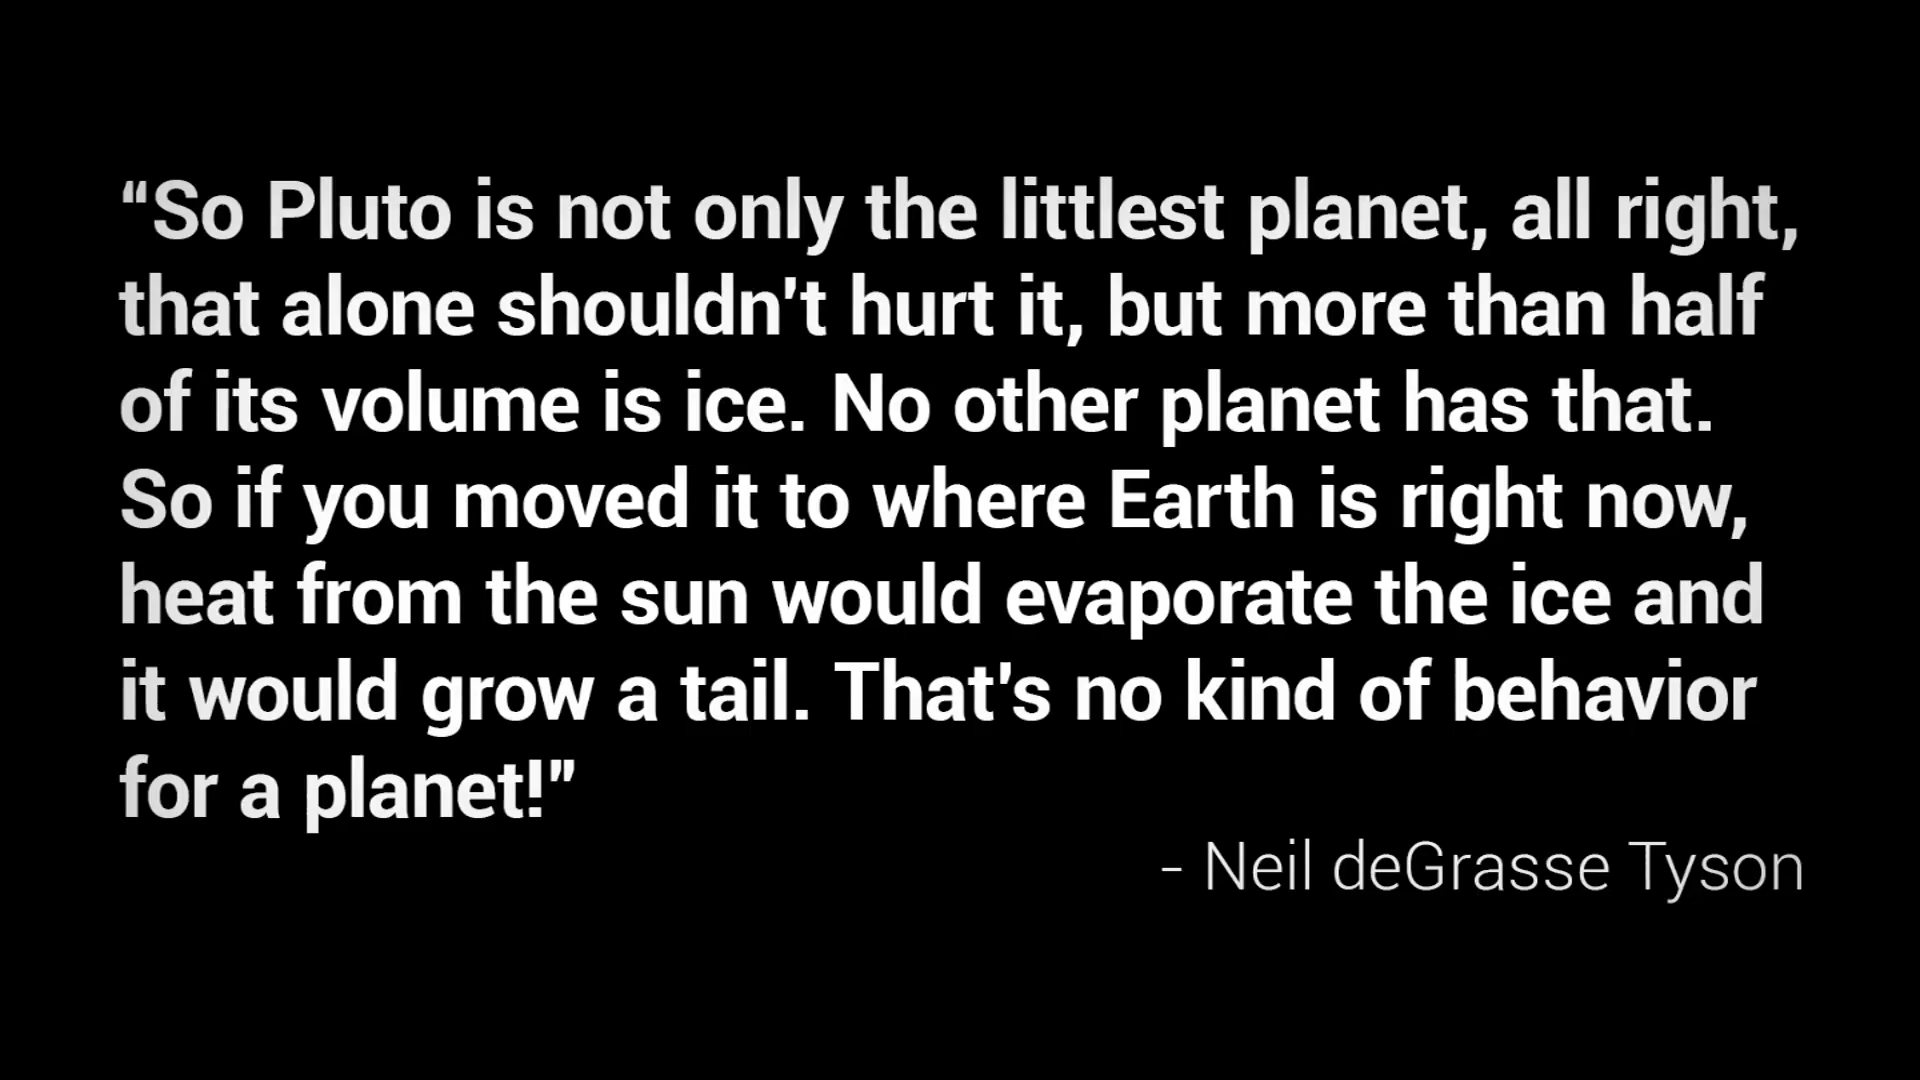 “So Pluto is not only the littlest planet, all right,
that alone shouldn't hurt it, but more than half
of its volume is ice. No other planet has that.
So if you moved it to where Earth is right now,
heat from the sun would evaporate the ice and
it would grow a tail. That's no kind of behavior
for a planet!”
- Neil deGrasse Tyson